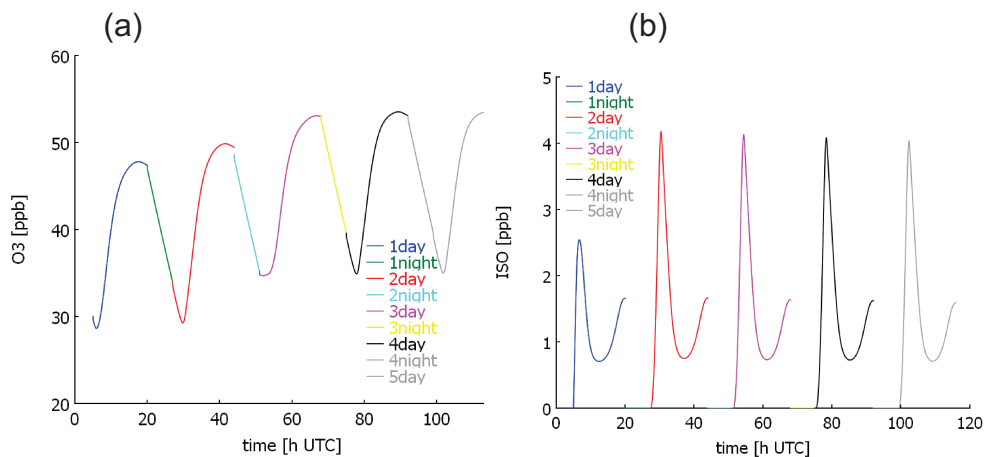 (a)
60
50
40
30
20
0
20
40
60
80
100
O3 [ppb]
time [h UTC]
1day
1night
2day
2night
3day
3night
4day
4night
5day
(b)
5
4
3
2
1
0
0
20
40
60
80
100
120
ISO [ppb]
time [h UTC]
1day
1night
2day
2night
3day
3night
4day
4night
5day